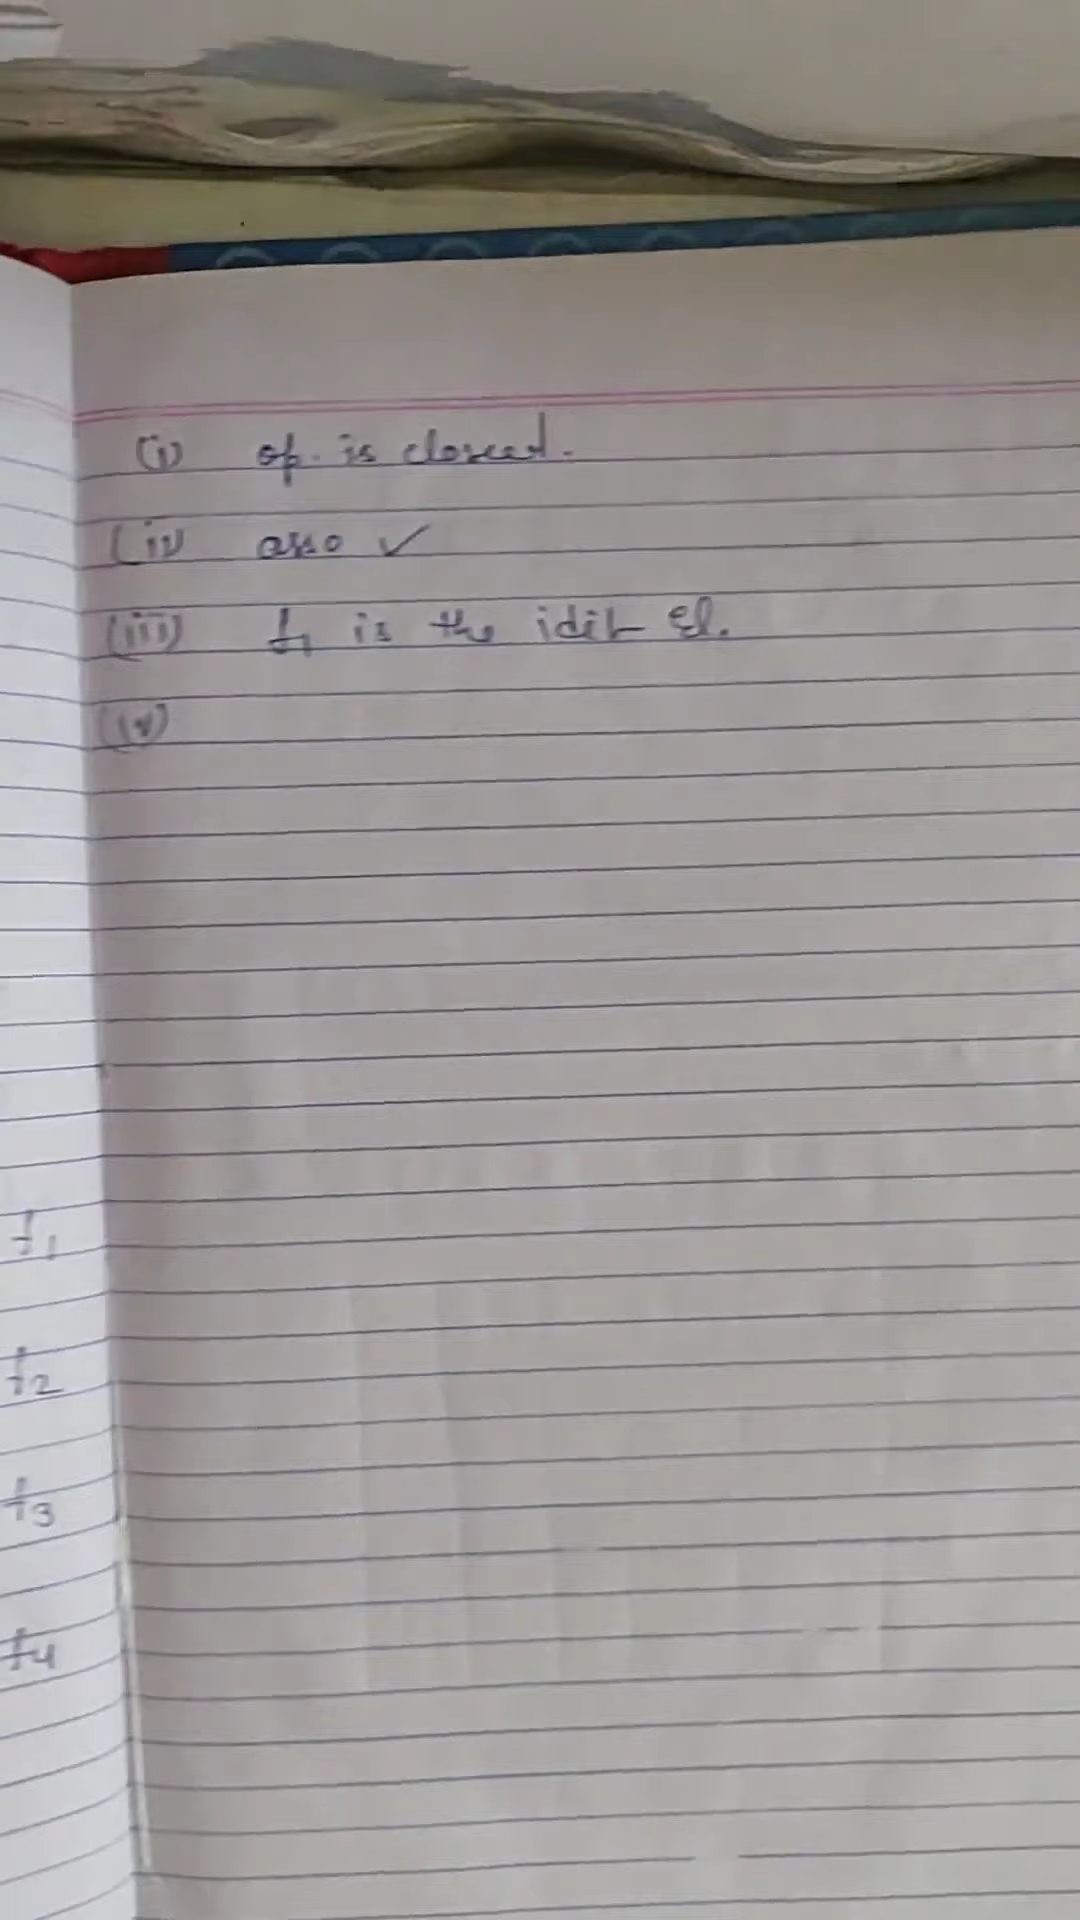 (i) op. is closed.
(ii) asso ✓
(iii) f1 is the idit El.
(iv)
f1
f2
f3
f4